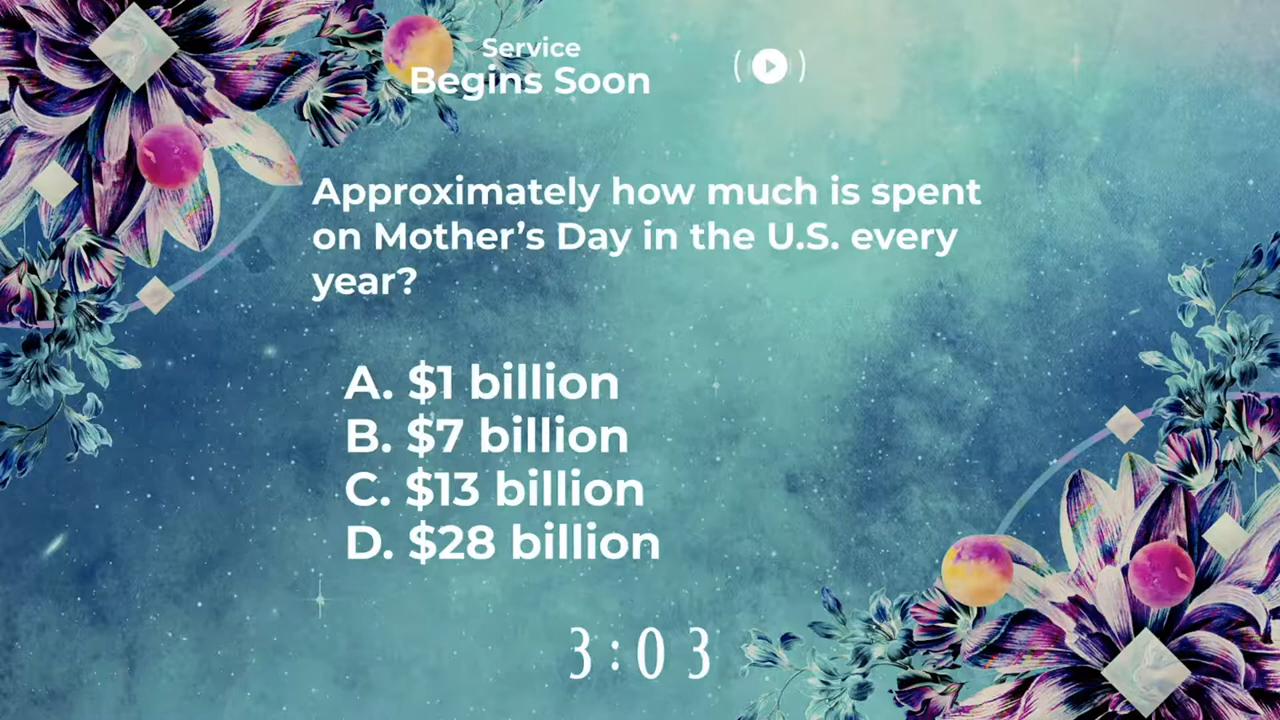 Service
Begins Soon
Approximately how much is spent
on Mother’s Day in the U.S. every
year?
A. $1 billion
B. $7 billion
C. $13 billion
D. $28 billion
3:03